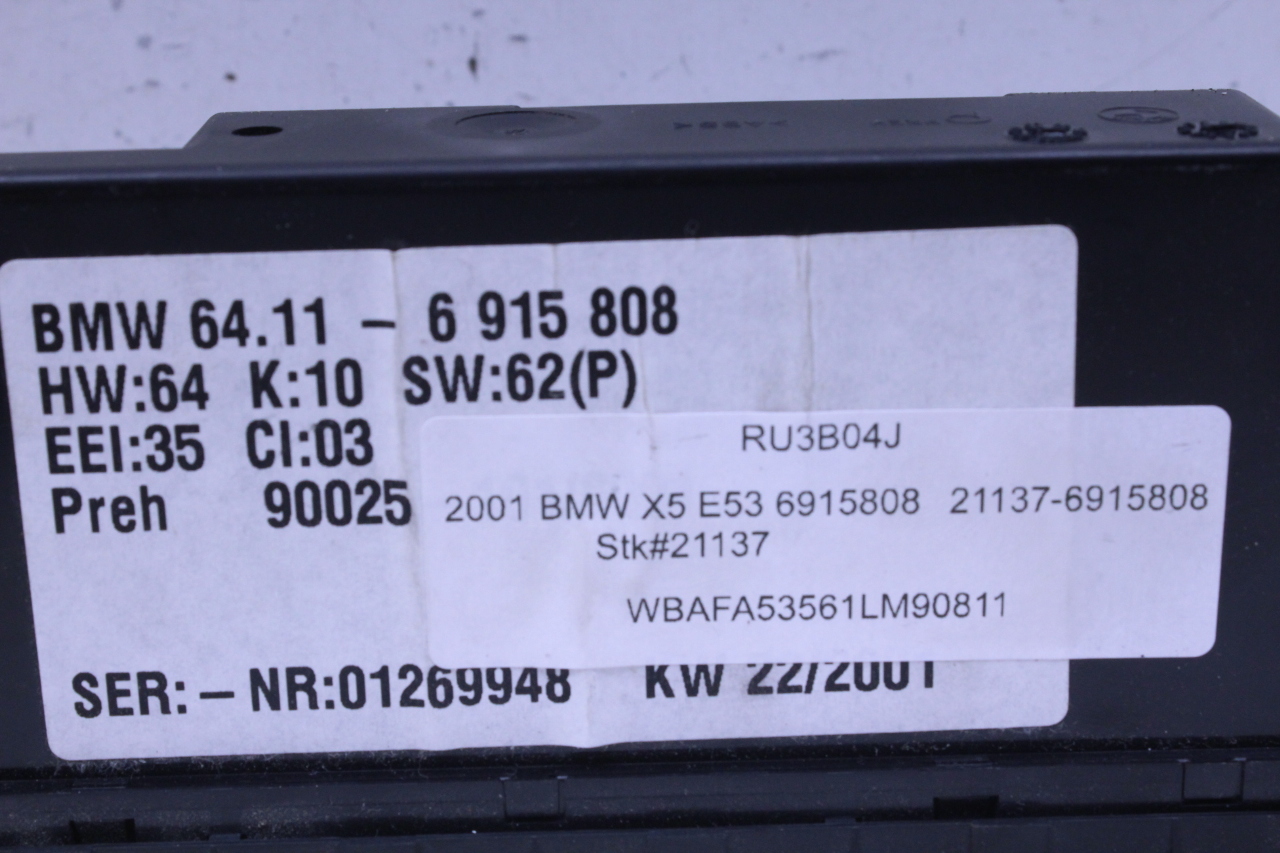 BMW 64.11 – 6 915 808
HW:64 K:10 SW:62(P)
EEI:35 CI:03
Preh 90025
SER:–NR:01269948 KW 22/2001
RU3B04J
2001 BMW X5 E53 6915808 21137-6915808
Stk#21137
WBAFA53561LM90811